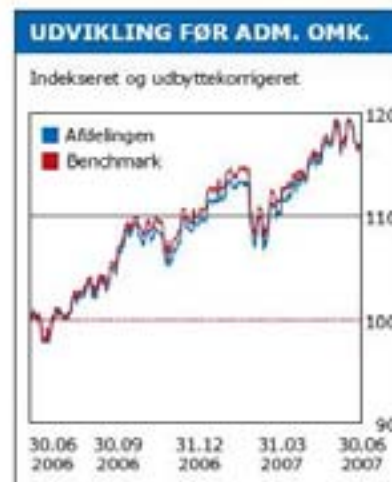 UDVIKLING FØR ADM. OMK.
Indekseret og udbyttekorrigeret
Afdelingen
Benchmark
120
110
100
90
30.06 30.09 31.12 31.03 30.06
2006 2006 2006 2007 2007